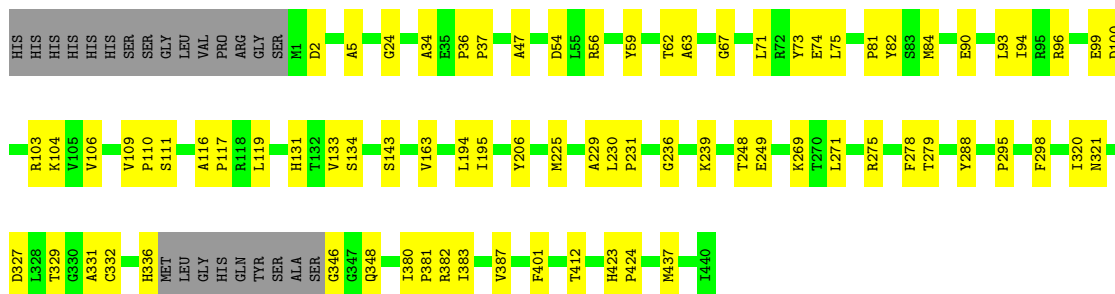 HIS HIS HIS HIS HIS HIS SER SER GLY LEU VAL PRO ARG GLY SER M1 D2 A5 G24 A34 E35 P36 P37 A47 D54 L55 R56 Y59 T62 A63 G67 L71 R72 Y73 E74 L75 P81 Y82 S83 M84 E90 L93 I94 R95 R96 E99
R103 K104 V105 V106 V109 P110 S111 A116 P117 R118 L119 H131 T132 V133 S134 S143 V163 L194 I195 Y206 M225 A229 L230 P231 G236 K239 T248 E249 K269 T270 L271 R275 F278 T279 Y288 P295 F298 I320 N321
D327 L328 T329 G330 A331 C332 H336 MET LEU GLY HIS GLN TYR SER ALA SER G346 G347 Q348 I380 P381 R382 I383 V387 F401 T412 H423 P424 M437 I440